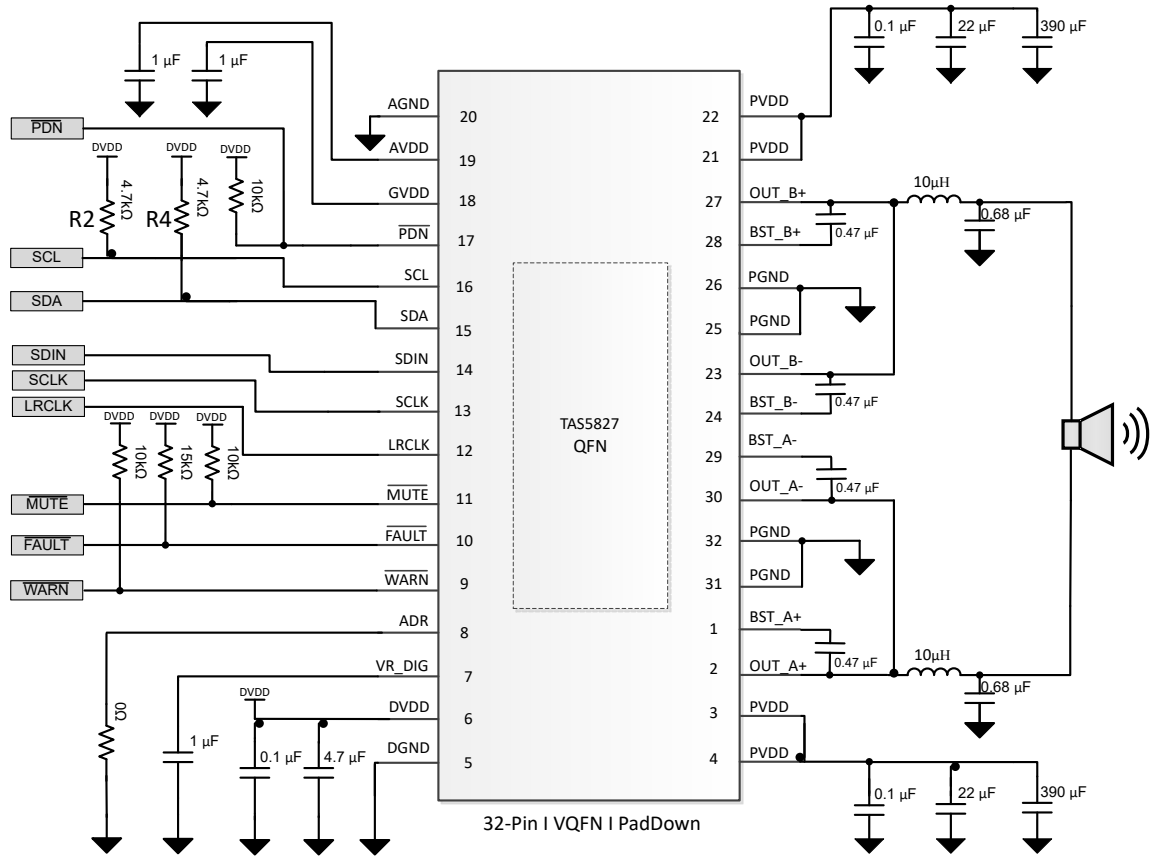 1 µF
1 µF
PDN
DVDD
DVDD
DVDD
4.7kΩ
4.7kΩ
10kΩ
R2
R4
SCL
SDA
SDIN
SCLK
LRCLK
DVDD
DVDD
DVDD
10kΩ
15kΩ
10kΩ
MUTE
FAULT
WARN
0Ω
1 µF
DVDD
0.1 µF
4.7 µF
AGND
AVDD
GVDD
PDN
SCL
SDA
SDIN
SCLK
LRCLK
MUTE
FAULT
WARN
ADR
VR_DIG
DVDD
DGND
20
19
18
17
16
15
14
13
12
11
10
9
8
7
6
5
TAS5827
QFN
22
21
27
28
26
25
23
24
29
30
32
31
1
2
3
4
PVDD
PVDD
OUT_B+
BST_B+
PGND
PGND
OUT_B-
BST_B-
BST_A-
OUT_A-
PGND
PGND
BST_A+
OUT_A+
PVDD
PVDD
0.1 µF
22 µF
390 µF
10µH
0.47 µF
0.68 µF
0.47 µF
0.47 µF
0.47 µF
10µH
0.68 µF
0.1 µF
22 µF
390 µF
32-Pin I VQFN I PadDown